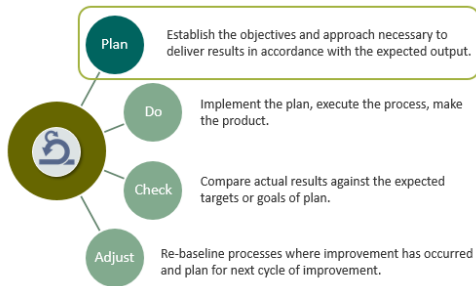 Plan
Establish the objectives and approach necessary to
deliver results in accordance with the expected output.
Do
Implement the plan, execute the process, make
the product.
Check
Compare actual results against the expected
targets or goals of plan.
Adjust
Re-baseline processes where improvement has occurred
and plan for next cycle of improvement.